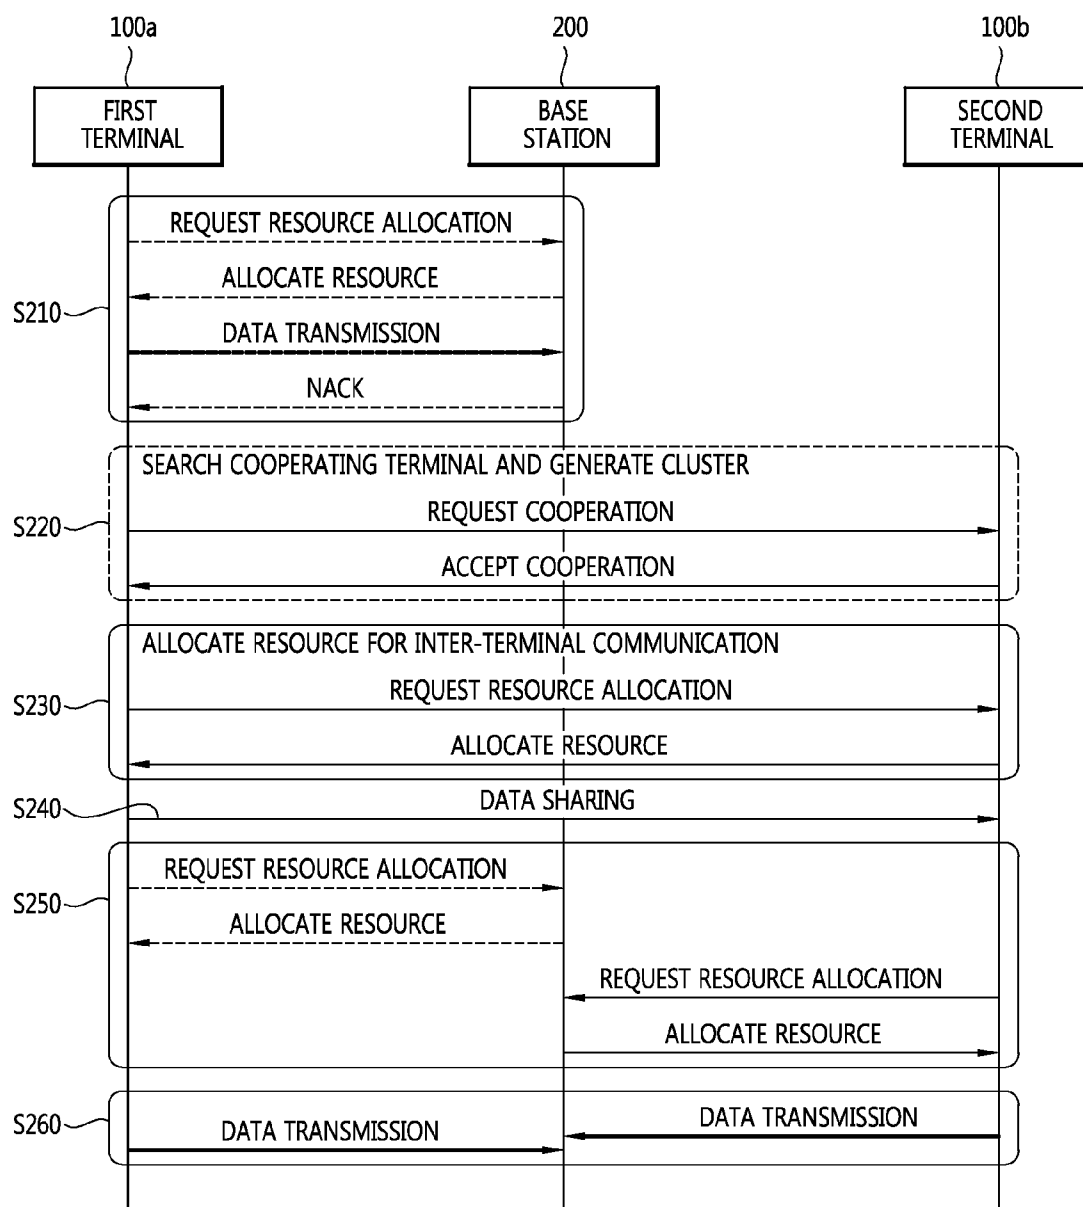 100a
200
100b
FIRST
TERMINAL
BASE
STATION
SECOND
TERMINAL
REQUEST RESOURCE ALLOCATION
ALLOCATE RESOURCE
S210
DATA TRANSMISSION
NACK
SEARCH COOPERATING TERMINAL AND GENERATE CLUSTER
REQUEST COOPERATION
S220
ACCEPT COOPERATION
ALLOCATE RESOURCE FOR INTER-TERMINAL COMMUNICATION
REQUEST RESOURCE ALLOCATION
S230
ALLOCATE RESOURCE
DATA SHARING
S240
REQUEST RESOURCE ALLOCATION
S250
ALLOCATE RESOURCE
REQUEST RESOURCE ALLOCATION
ALLOCATE RESOURCE
DATA TRANSMISSION
S260
DATA TRANSMISSION